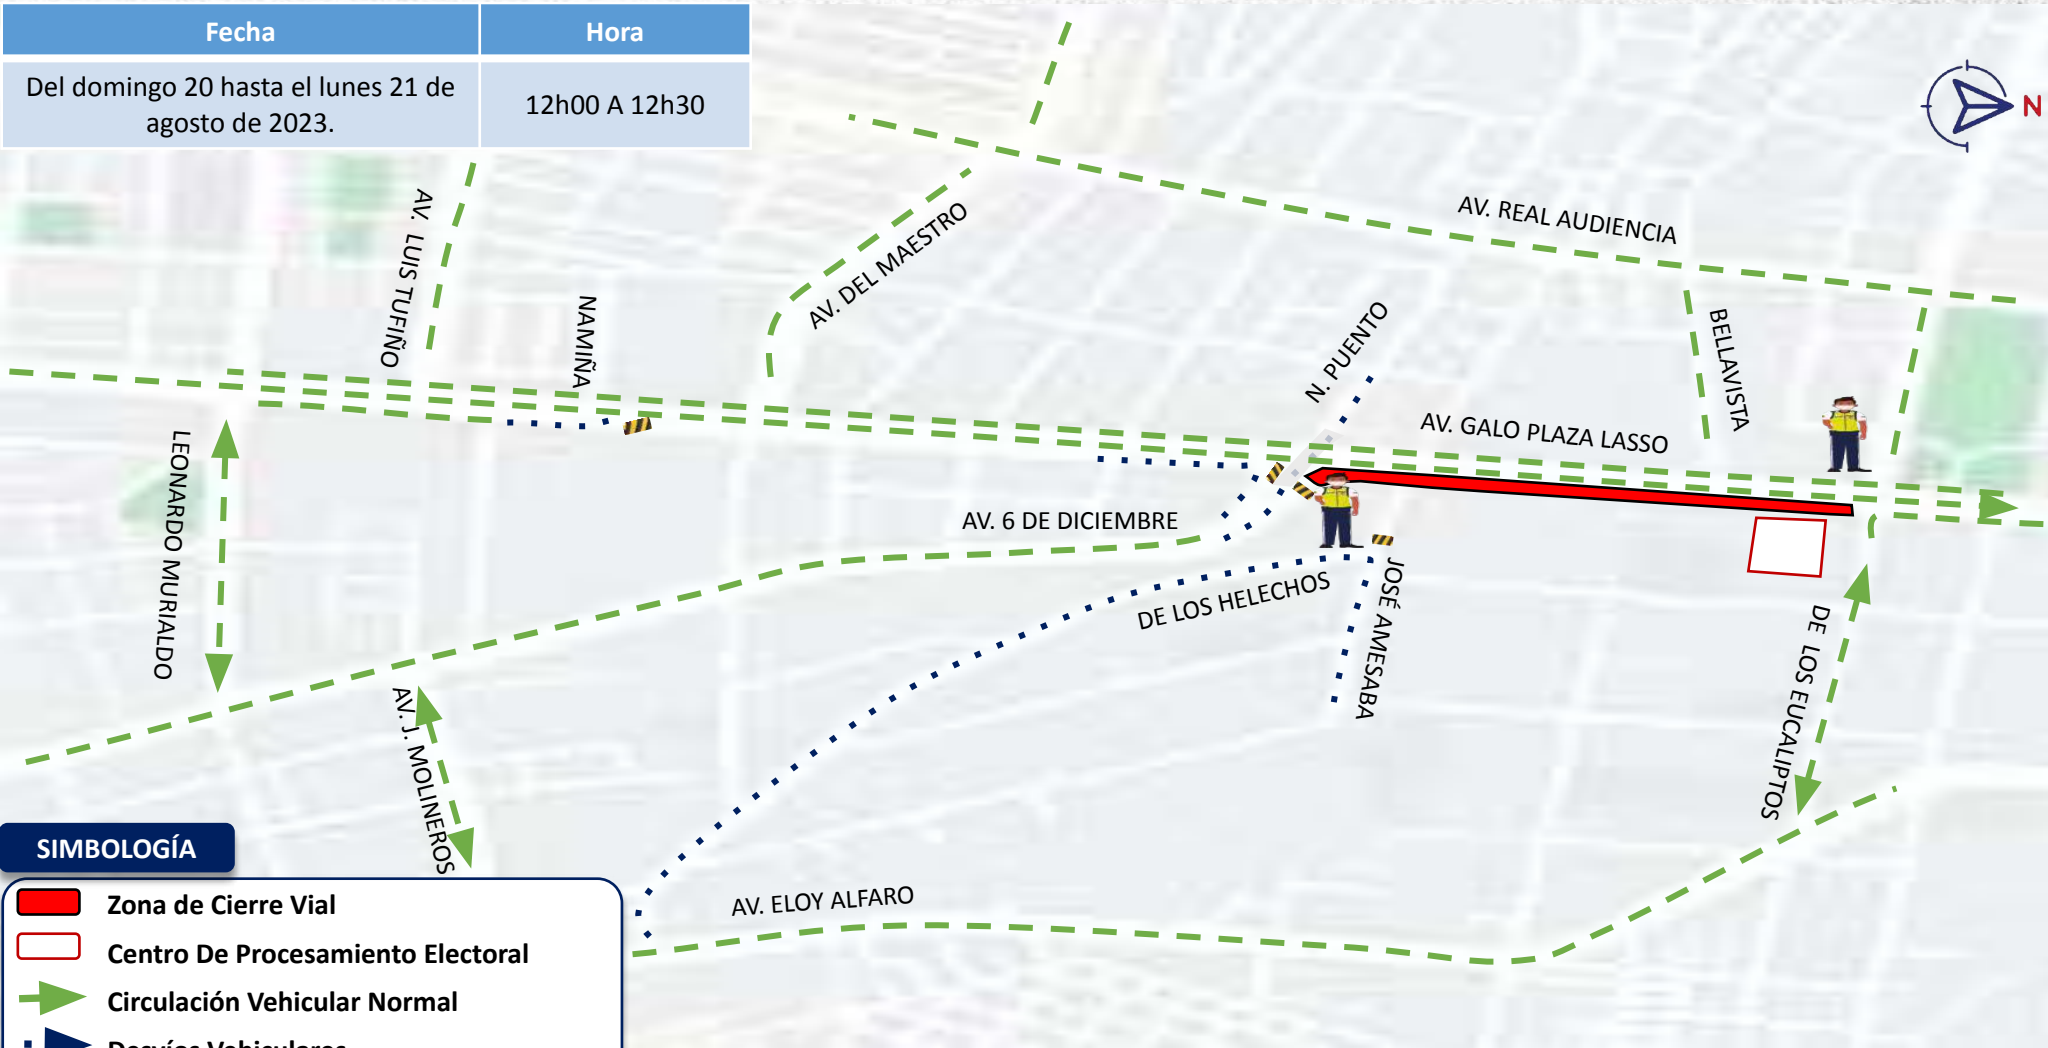 Fecha
Hora
Del domingo 20 hasta el lunes 21 de
agosto de 2023.
12h00 A 12h30
N
AV. REAL AUDIENCIA
AV. LUIS TUFIÑO
AV. DEL MAESTRO
NAMIÑA
N. PUENTO
BELLAVISTA
AV. GALO PLAZA LASSO
LEONARDO MURIALDO
AV. 6 DE DICIEMBRE
DE LOS HELECHOS
JOSÉ AMESABA
DE LOS EUCALIPTOS
AV. J. MOLINEROS
AV. ELOY ALFARO
SIMBOLOGÍA
Zona de Cierre Vial
Centro De Procesamiento Electoral
Circulación Vehicular Normal
Desvíos Vehiculares